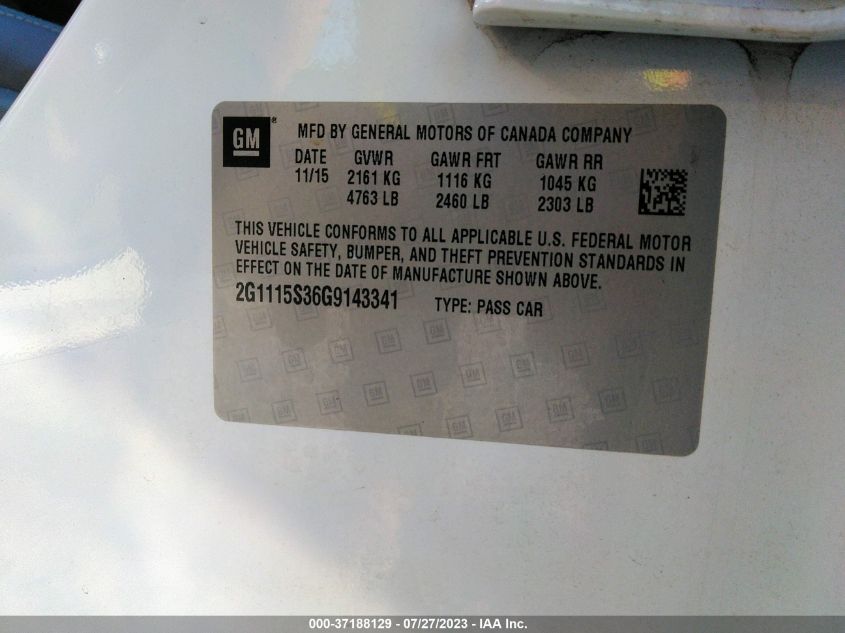 GM®
MFD BY GENERAL MOTORS OF CANADA COMPANY
DATE GVWR GAWR FRT GAWR RR
11/15 2161 KG 1116 KG 1045 KG
4763 LB 2460 LB 2303 LB
THIS VEHICLE CONFORMS TO ALL APPLICABLE U.S. FEDERAL MOTOR
VEHICLE SAFETY, BUMPER, AND THEFT PREVENTION STANDARDS IN
EFFECT ON THE DATE OF MANUFACTURE SHOWN ABOVE.
2G1115S36G9143341 TYPE: PASS CAR
000-37188129 - 07/27/2023 - IAA Inc.